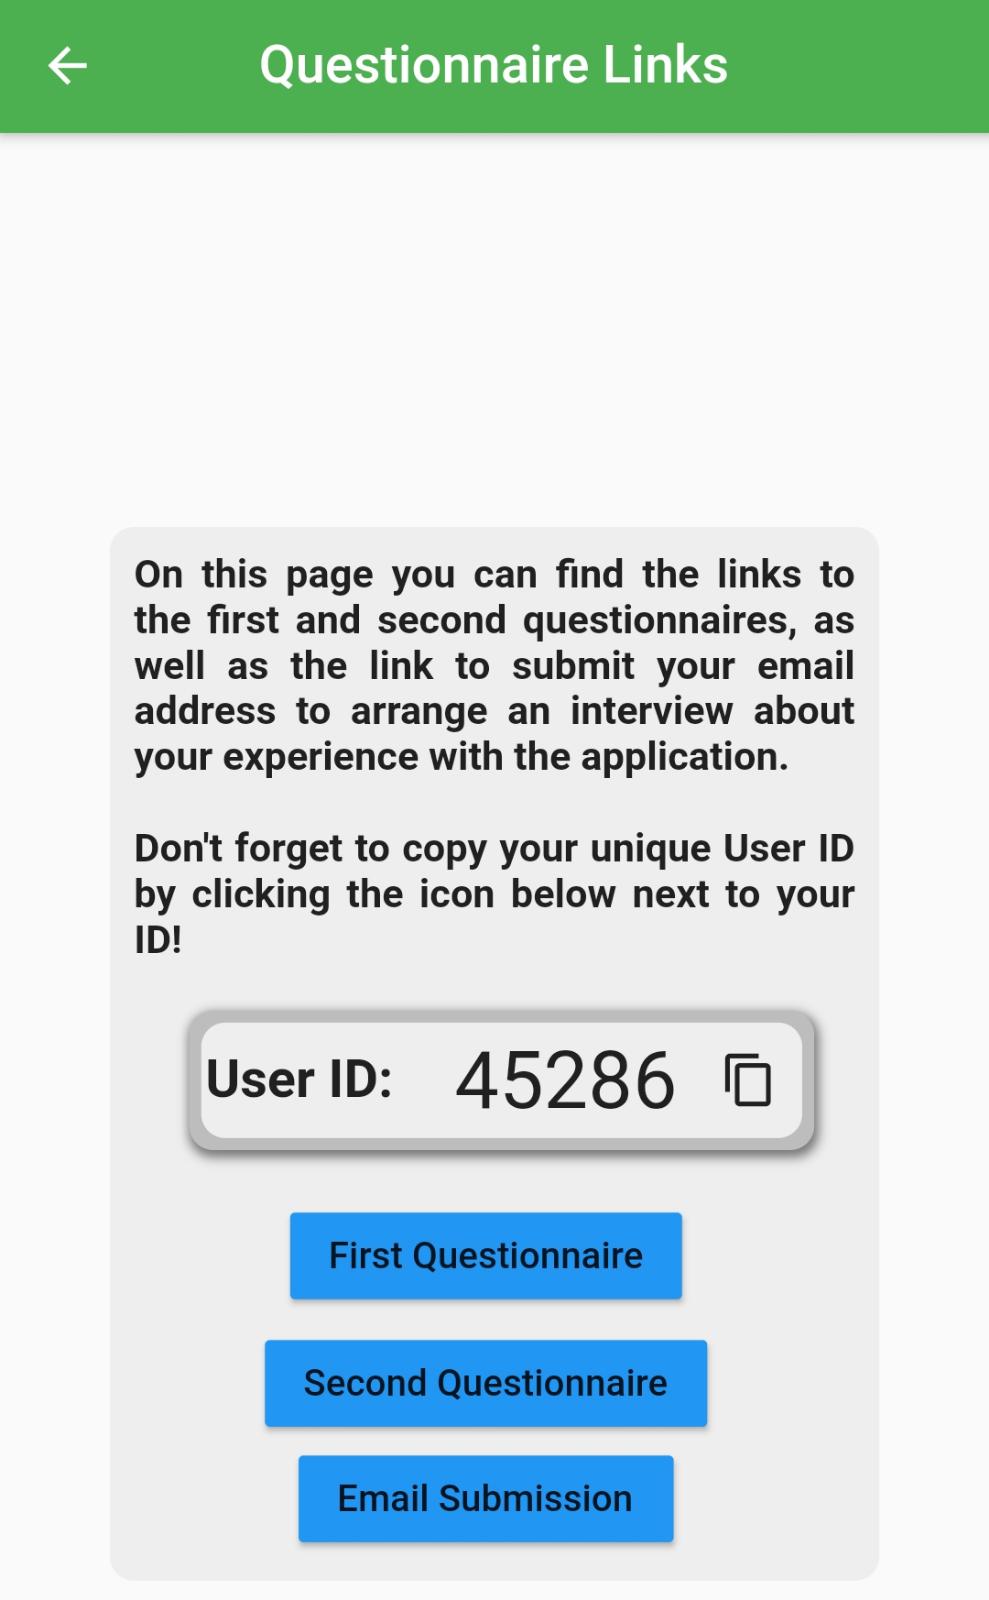 Questionnaire Links
On this page you can find the links to
the first and second questionnaires, as
well as the link to submit your email
address to arrange an interview about
your experience with the application.
Don't forget to copy your unique User ID
by clicking the icon below next to your
ID!
User ID: 45286
First Questionnaire
Second Questionnaire
Email Submission